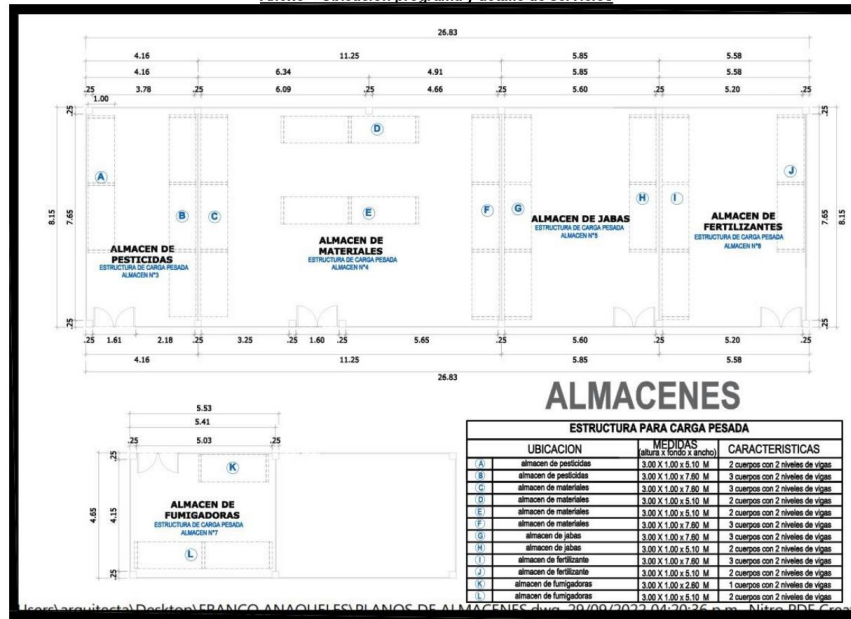 26.83
4.16 11.25 5.85 5.58
4.16 6.34 4.91 5.85 5.58
.25 3.78 .25 6.09 .25 4.66 .25 5.60 .25 5.20 .25
1.00
.25 .25
D
A J
B C E F G H I
8.15 7.65 7.65 8.15
ALMACEN DE PESTICIDAS
ESTRUCTURA DE CARGA PESADA
ALMACEN N°3
ALMACEN DE MATERIALES
ESTRUCTURA DE CARGA PESADA
ALMACEN N°4
ALMACEN DE JABAS
ESTRUCTURA DE CARGA PESADA
ALMACEN N°5
ALMACEN DE FERTILIZANTES
ESTRUCTURA DE CARGA PESADA
.25 .25
.25 1.61 2.18 .25 3.25 .25 1.60 .25 5.65 .25 5.60 .25 5.20 .25
4.16 11.25 5.85 5.58
26.83
5.53
5.41
.25 5.03 .25
.25
K
4.65 4.15
ALMACEN DE FUMIGADORAS
ESTRUCTURA DE CARGA PESADA
ALMACEN N°7
L
.25
ALMACENES
ESTRUCTURA PARA CARGA PESADA
UBICACION MEDIDAS (altura x fondo x ancho) CARACTERISTICAS
A almacen de pesticidas 3.00 X 1.00 x 5.10 M 2 cuerpos con 2 niveles de vigas
B almacen de pesticidas 3.00 X 1.00 x 7.60 M 3 cuerpos con 2 niveles de vigas
C almacen de materiales 3.00 X 1.00 x 7.60 M 3 cuerpos con 2 niveles de vigas
D almacen de materiales 3.00 X 1.00 x 5.10 M 2 cuerpos con 2 niveles de vigas
E almacen de materiales 3.00 X 1.00 x 5.10 M 2 cuerpos con 2 niveles de vigas
F almacen de materiales 3.00 X 1.00 x 7.60 M 3 cuerpos con 2 niveles de vigas
G almacen de jabas 3.00 X 1.00 x 7.60 M 3 cuerpos con 2 niveles de vigas
H almacen de jabas 3.00 X 1.00 x 5.10 M 2 cuerpos con 2 niveles de vigas
I almacen de fertilizante 3.00 X 1.00 x 7.60 M 3 cuerpos con 2 niveles de vigas
J almacen de fertilizante 3.00 X 1.00 x 5.10 M 2 cuerpos con 2 niveles de vigas
K almacen de fumigadoras 3.00 X 1.00 x 2.60 M 1 cuerpos con 2 niveles de vigas
L almacen de fumigadoras 3.00 X 1.00 x 5.10 M 2 cuerpos con 2 niveles de vigas